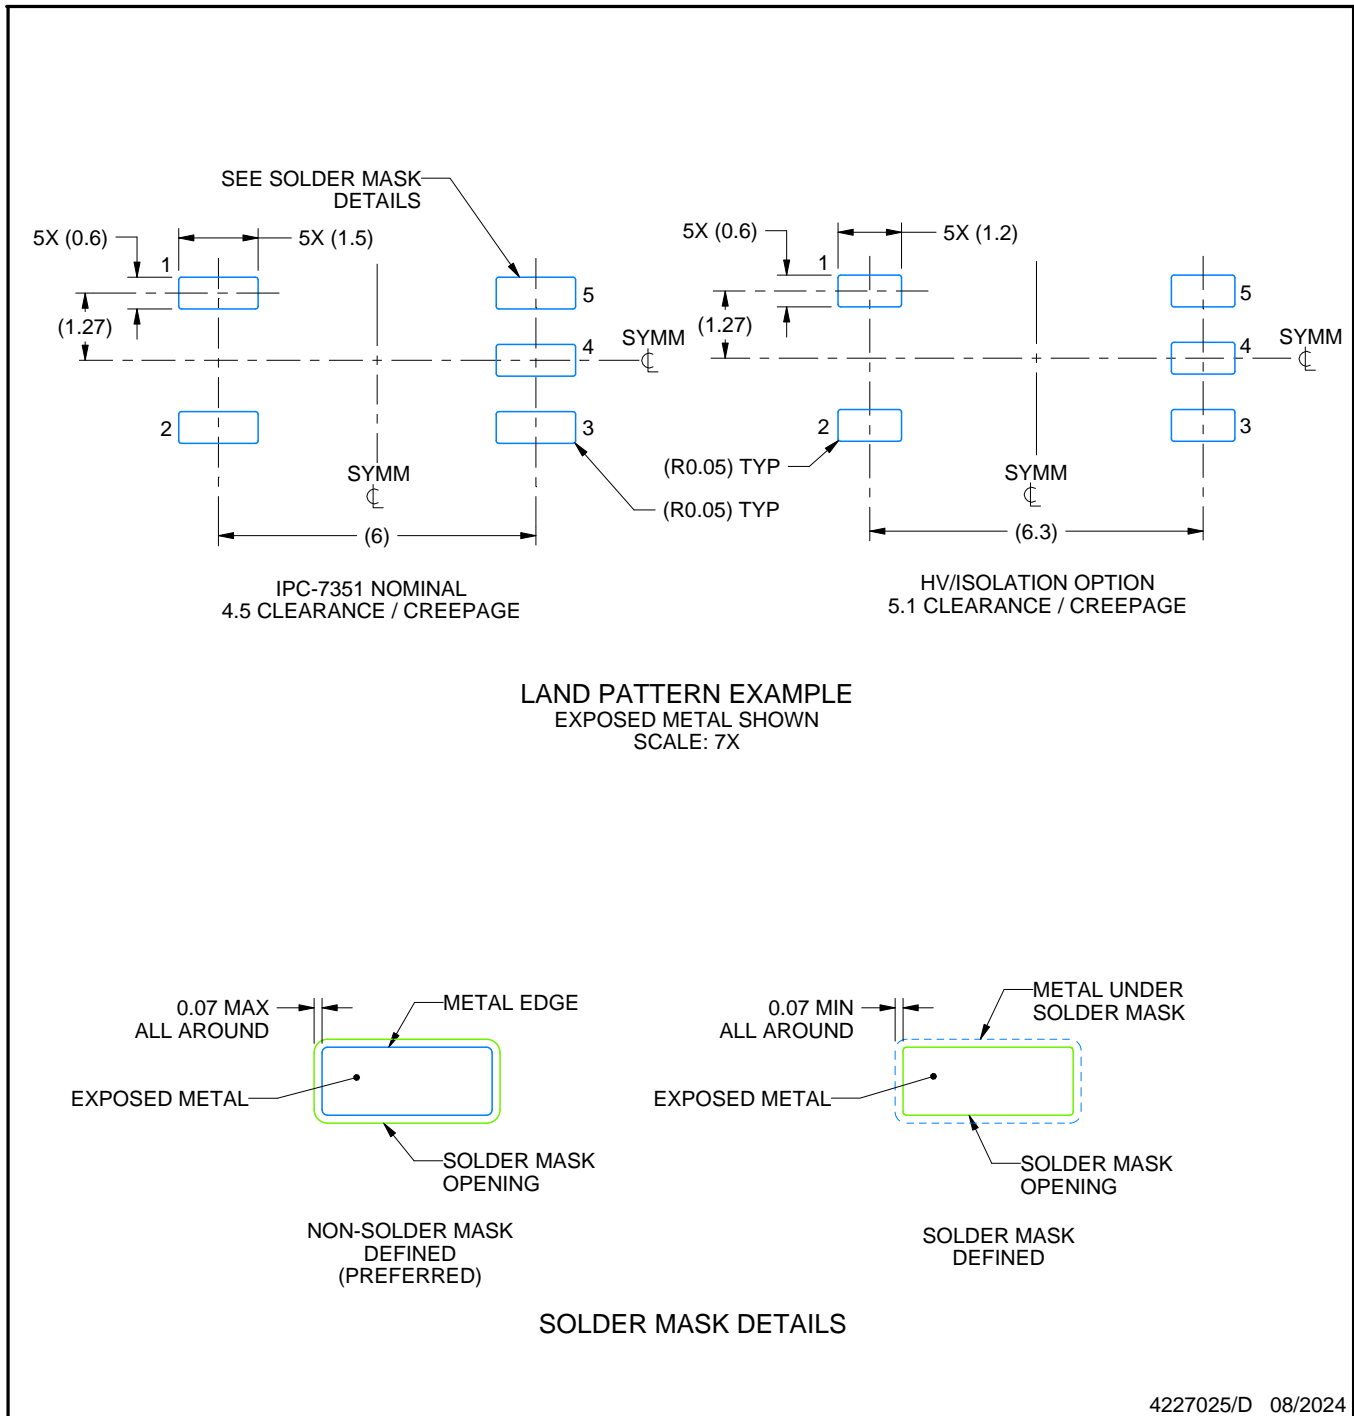 SEE SOLDER MASK
DETAILS
5X (0.6)
5X (1.5)
1
5
(1.27)
4
SYMM
℄
2
3
SYMM
℄
(R0.05) TYP
(6)
IPC-7351 NOMINAL
4.5 CLEARANCE / CREEPAGE
5X (0.6)
5X (1.2)
1
5
(1.27)
4
SYMM
℄
2
3
(R0.05) TYP
SYMM
℄
(6.3)
HV/ISOLATION OPTION
5.1 CLEARANCE / CREEPAGE
LAND PATTERN EXAMPLE
EXPOSED METAL SHOWN
SCALE: 7X
0.07 MAX
ALL AROUND
METAL EDGE
EXPOSED METAL
SOLDER MASK
OPENING
NON-SOLDER MASK
DEFINED
(PREFERRED)
0.07 MIN
ALL AROUND
METAL UNDER
SOLDER MASK
EXPOSED METAL
SOLDER MASK
OPENING
SOLDER MASK
DEFINED
SOLDER MASK DETAILS
4227025/D 08/2024